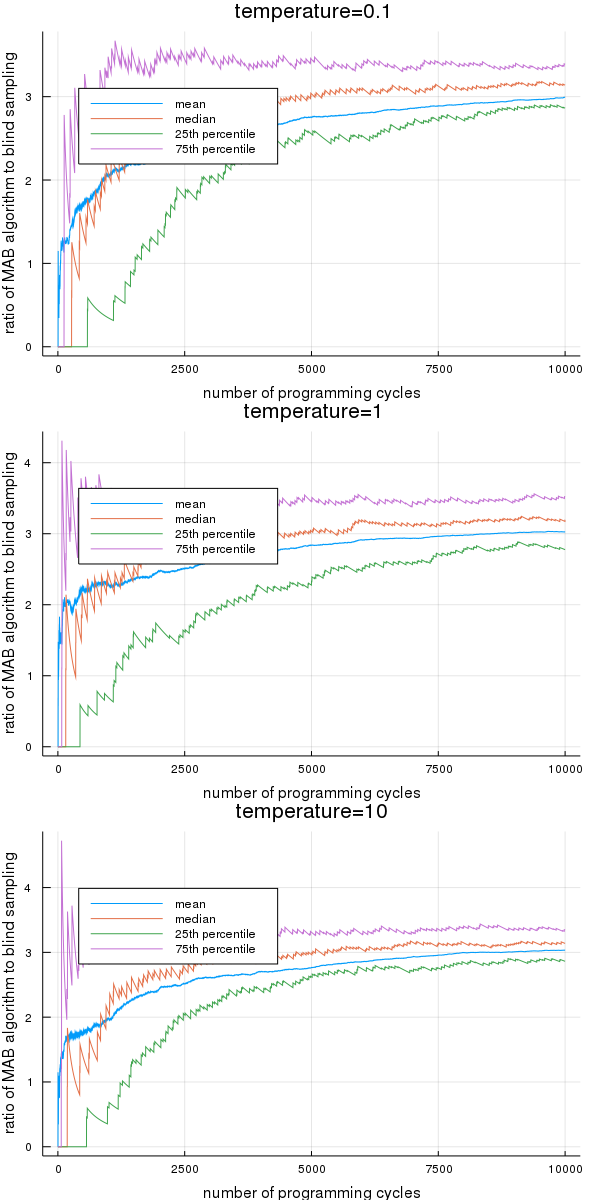 temperature=0.1
ratio of MAB algorithm to blind sampling
3
2
1
0
mean
median
25th percentile
75th percentile
0 2500 5000 7500 10000
number of programming cycles
temperature=1
ratio of MAB algorithm to blind sampling
4
3
2
1
0
mean
median
25th percentile
75th percentile
0 2500 5000 7500 10000
number of programming cycles
temperature=10
ratio of MAB algorithm to blind sampling
4
3
2
1
0
mean
median
25th percentile
75th percentile
0 2500 5000 7500 10000
number of programming cycles